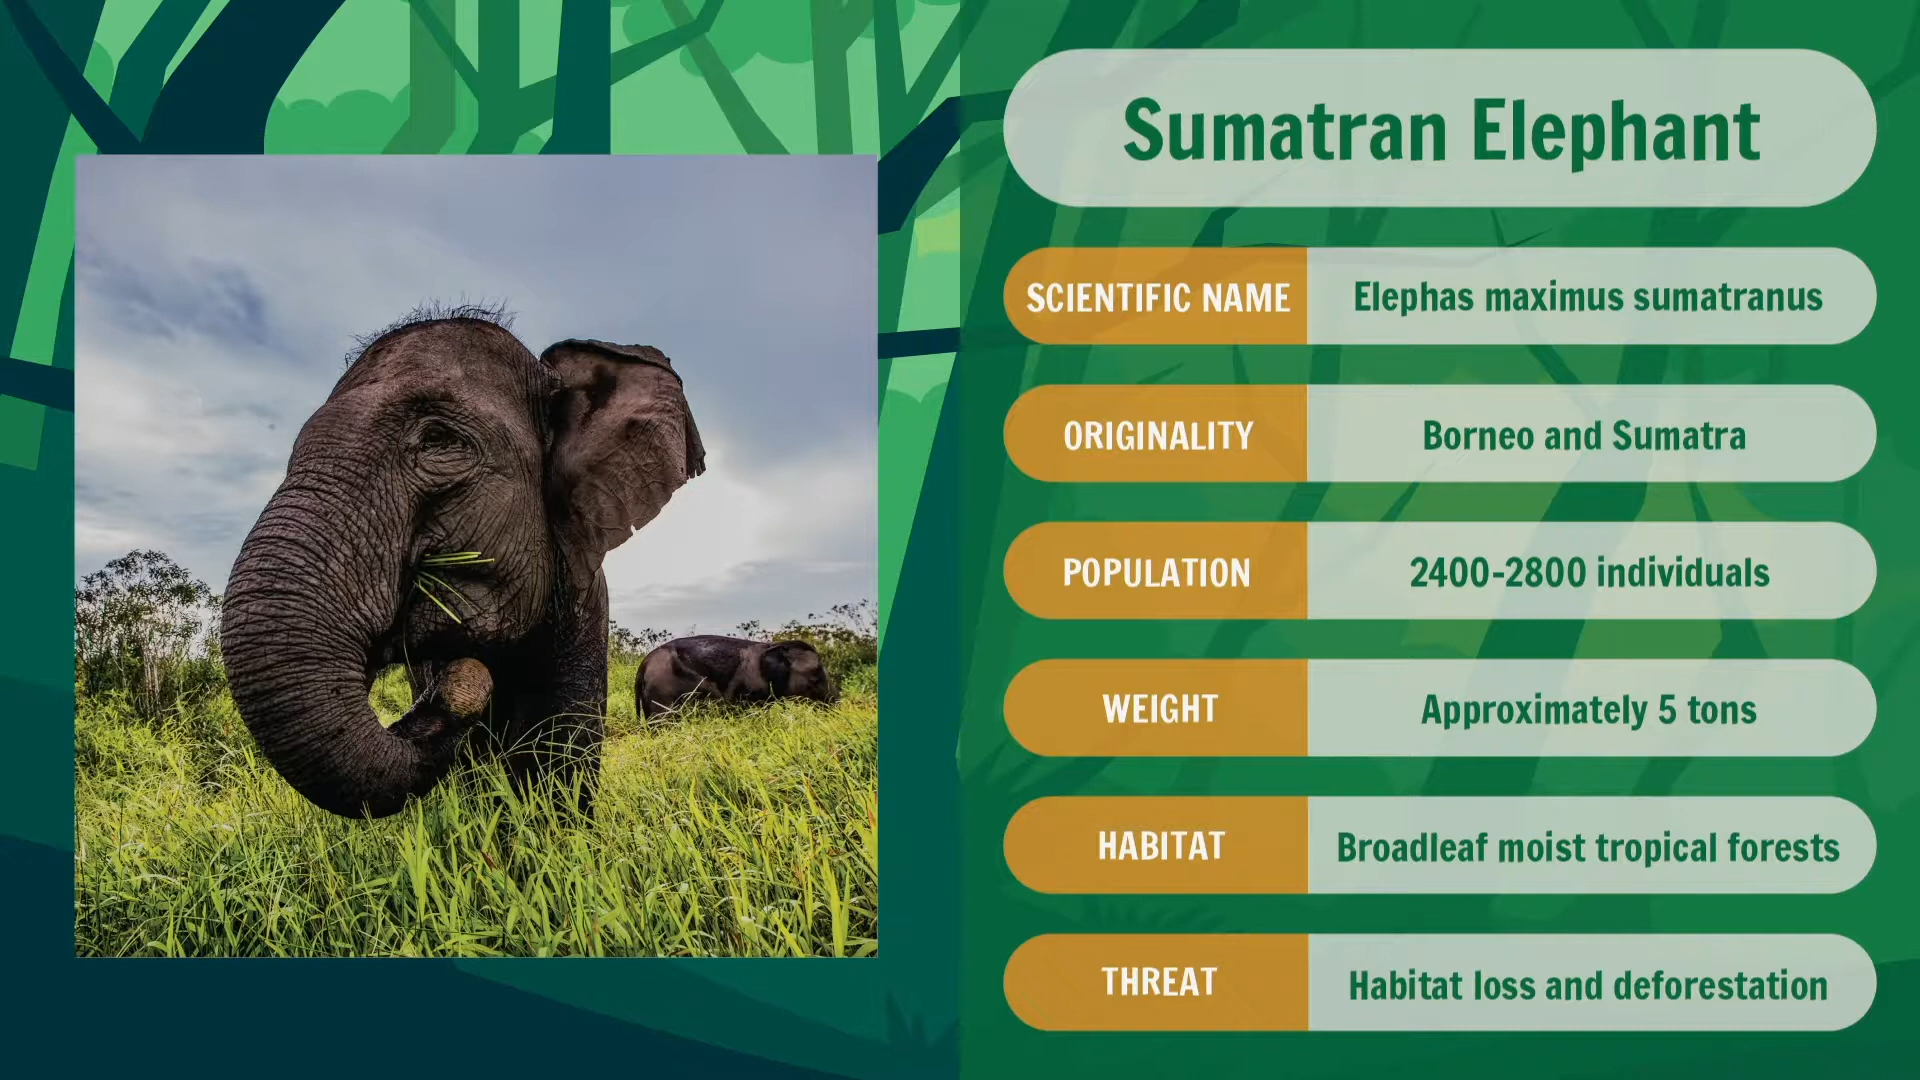 Sumatran Elephant
SCIENTIFIC NAME Elephas maximus sumatranus
ORIGINALITY Borneo and Sumatra
POPULATION 2400-2800 individuals
WEIGHT Approximately 5 tons
HABITAT Broadleaf moist tropical forests
THREAT Habitat loss and deforestation